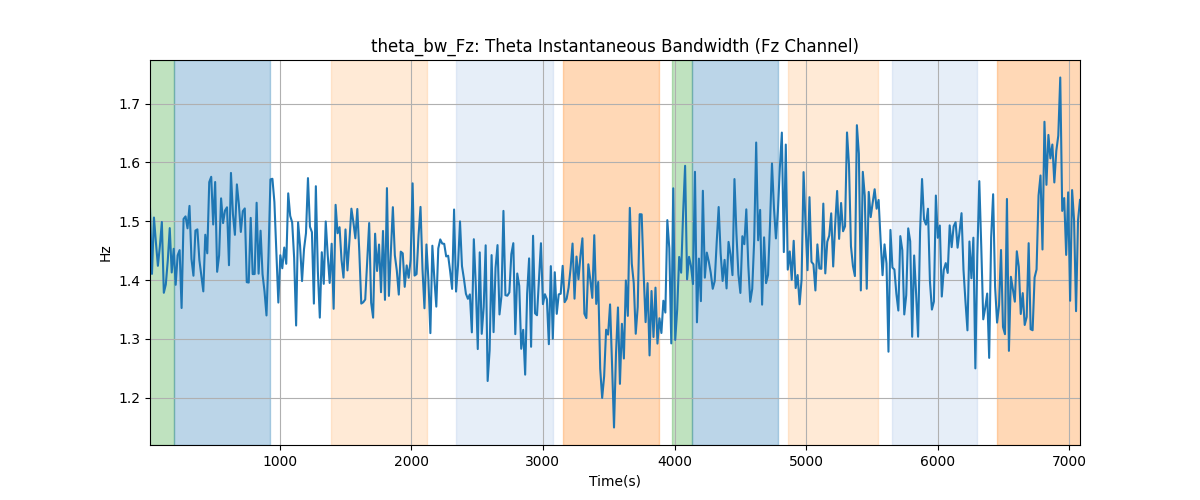 theta_bw_Fz: Theta Instantaneous Bandwidth (Fz Channel)
Hz
1.7
1.6
1.5
1.4
1.3
1.2
1000 2000 3000 4000 5000 6000 7000
Time(s)